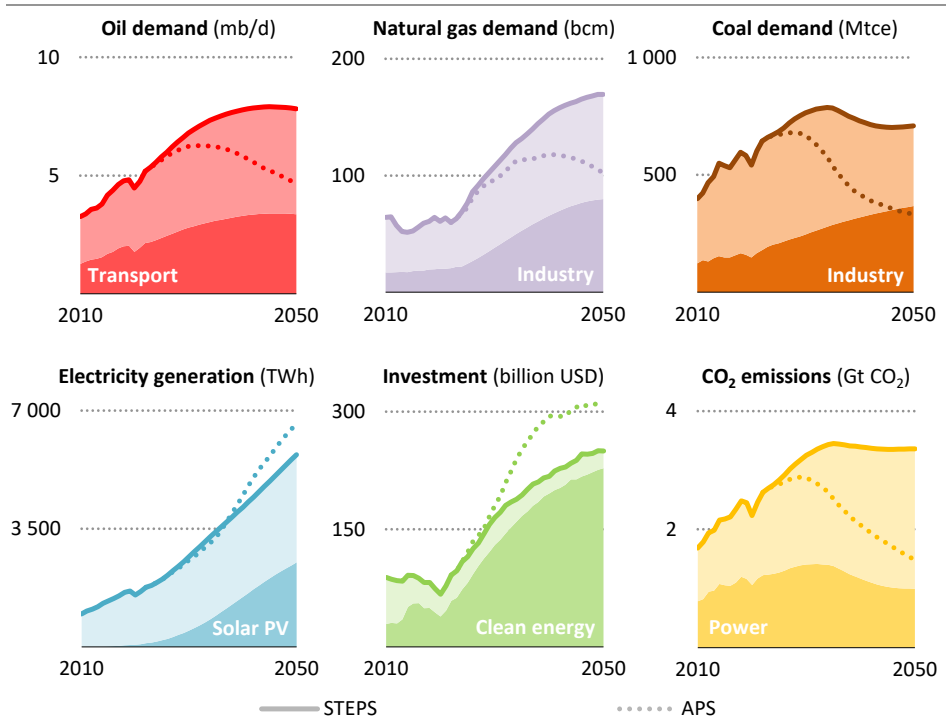 Oil demand (mb/d)
10
5
Transport
2010 2050
Natural gas demand (bcm)
200
100
Industry
2010 2050
Coal demand (Mtce)
1 000
500
Industry
2010 2050
Electricity generation (TWh)
7 000
3 500
Solar PV
2010 2050
Investment (billion USD)
300
150
Clean energy
2010 2050
CO₂ emissions (Gt CO₂)
4
2
Power
2010 2050
STEPS APS